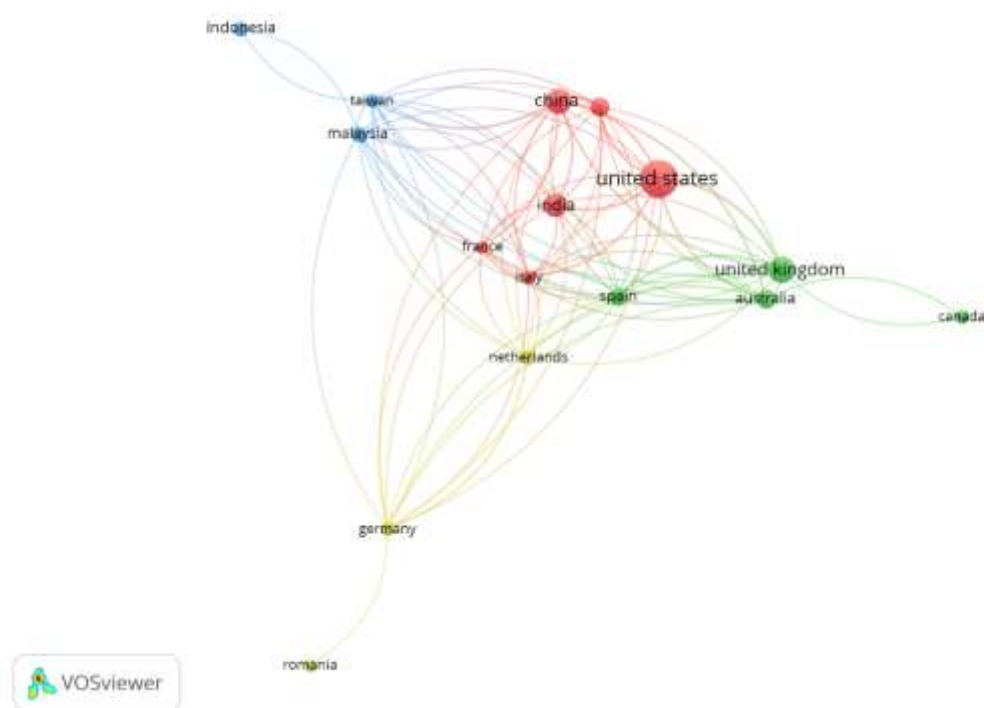 indonesia
taiwan
china
malaysia
united states
india
france
italy
united kingdom
spain
australia
canada
netherlands
germany
romania
VOSviewer